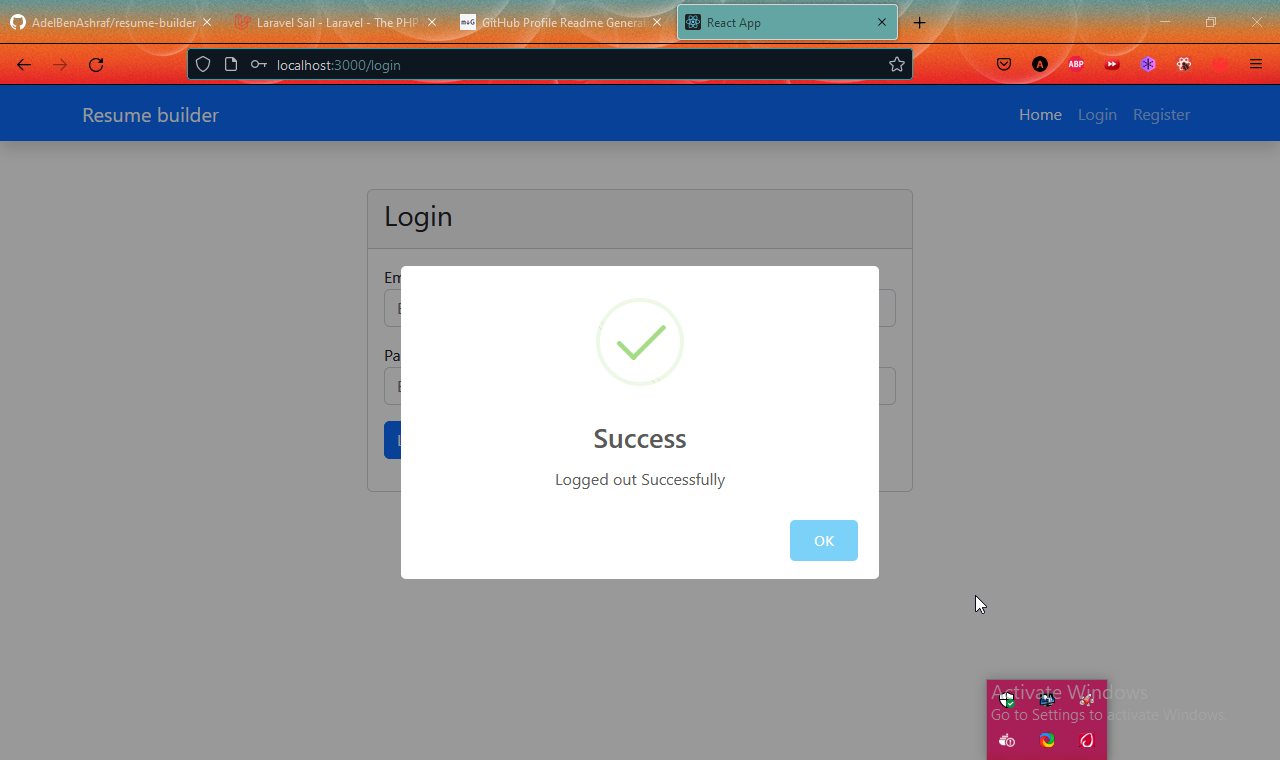 AdelBenAshraf/resume-builder
Laravel Sail - Laravel - The PHP
m↓G
GitHub Profile Readme Generat
React App
localhost:3000/login
A
ABP
Resume builder
Home
Login
Register
Login
Em
Pa
Success
Logged out Successfully
OK
Activate Windows
Go to Settings to activate Windows.